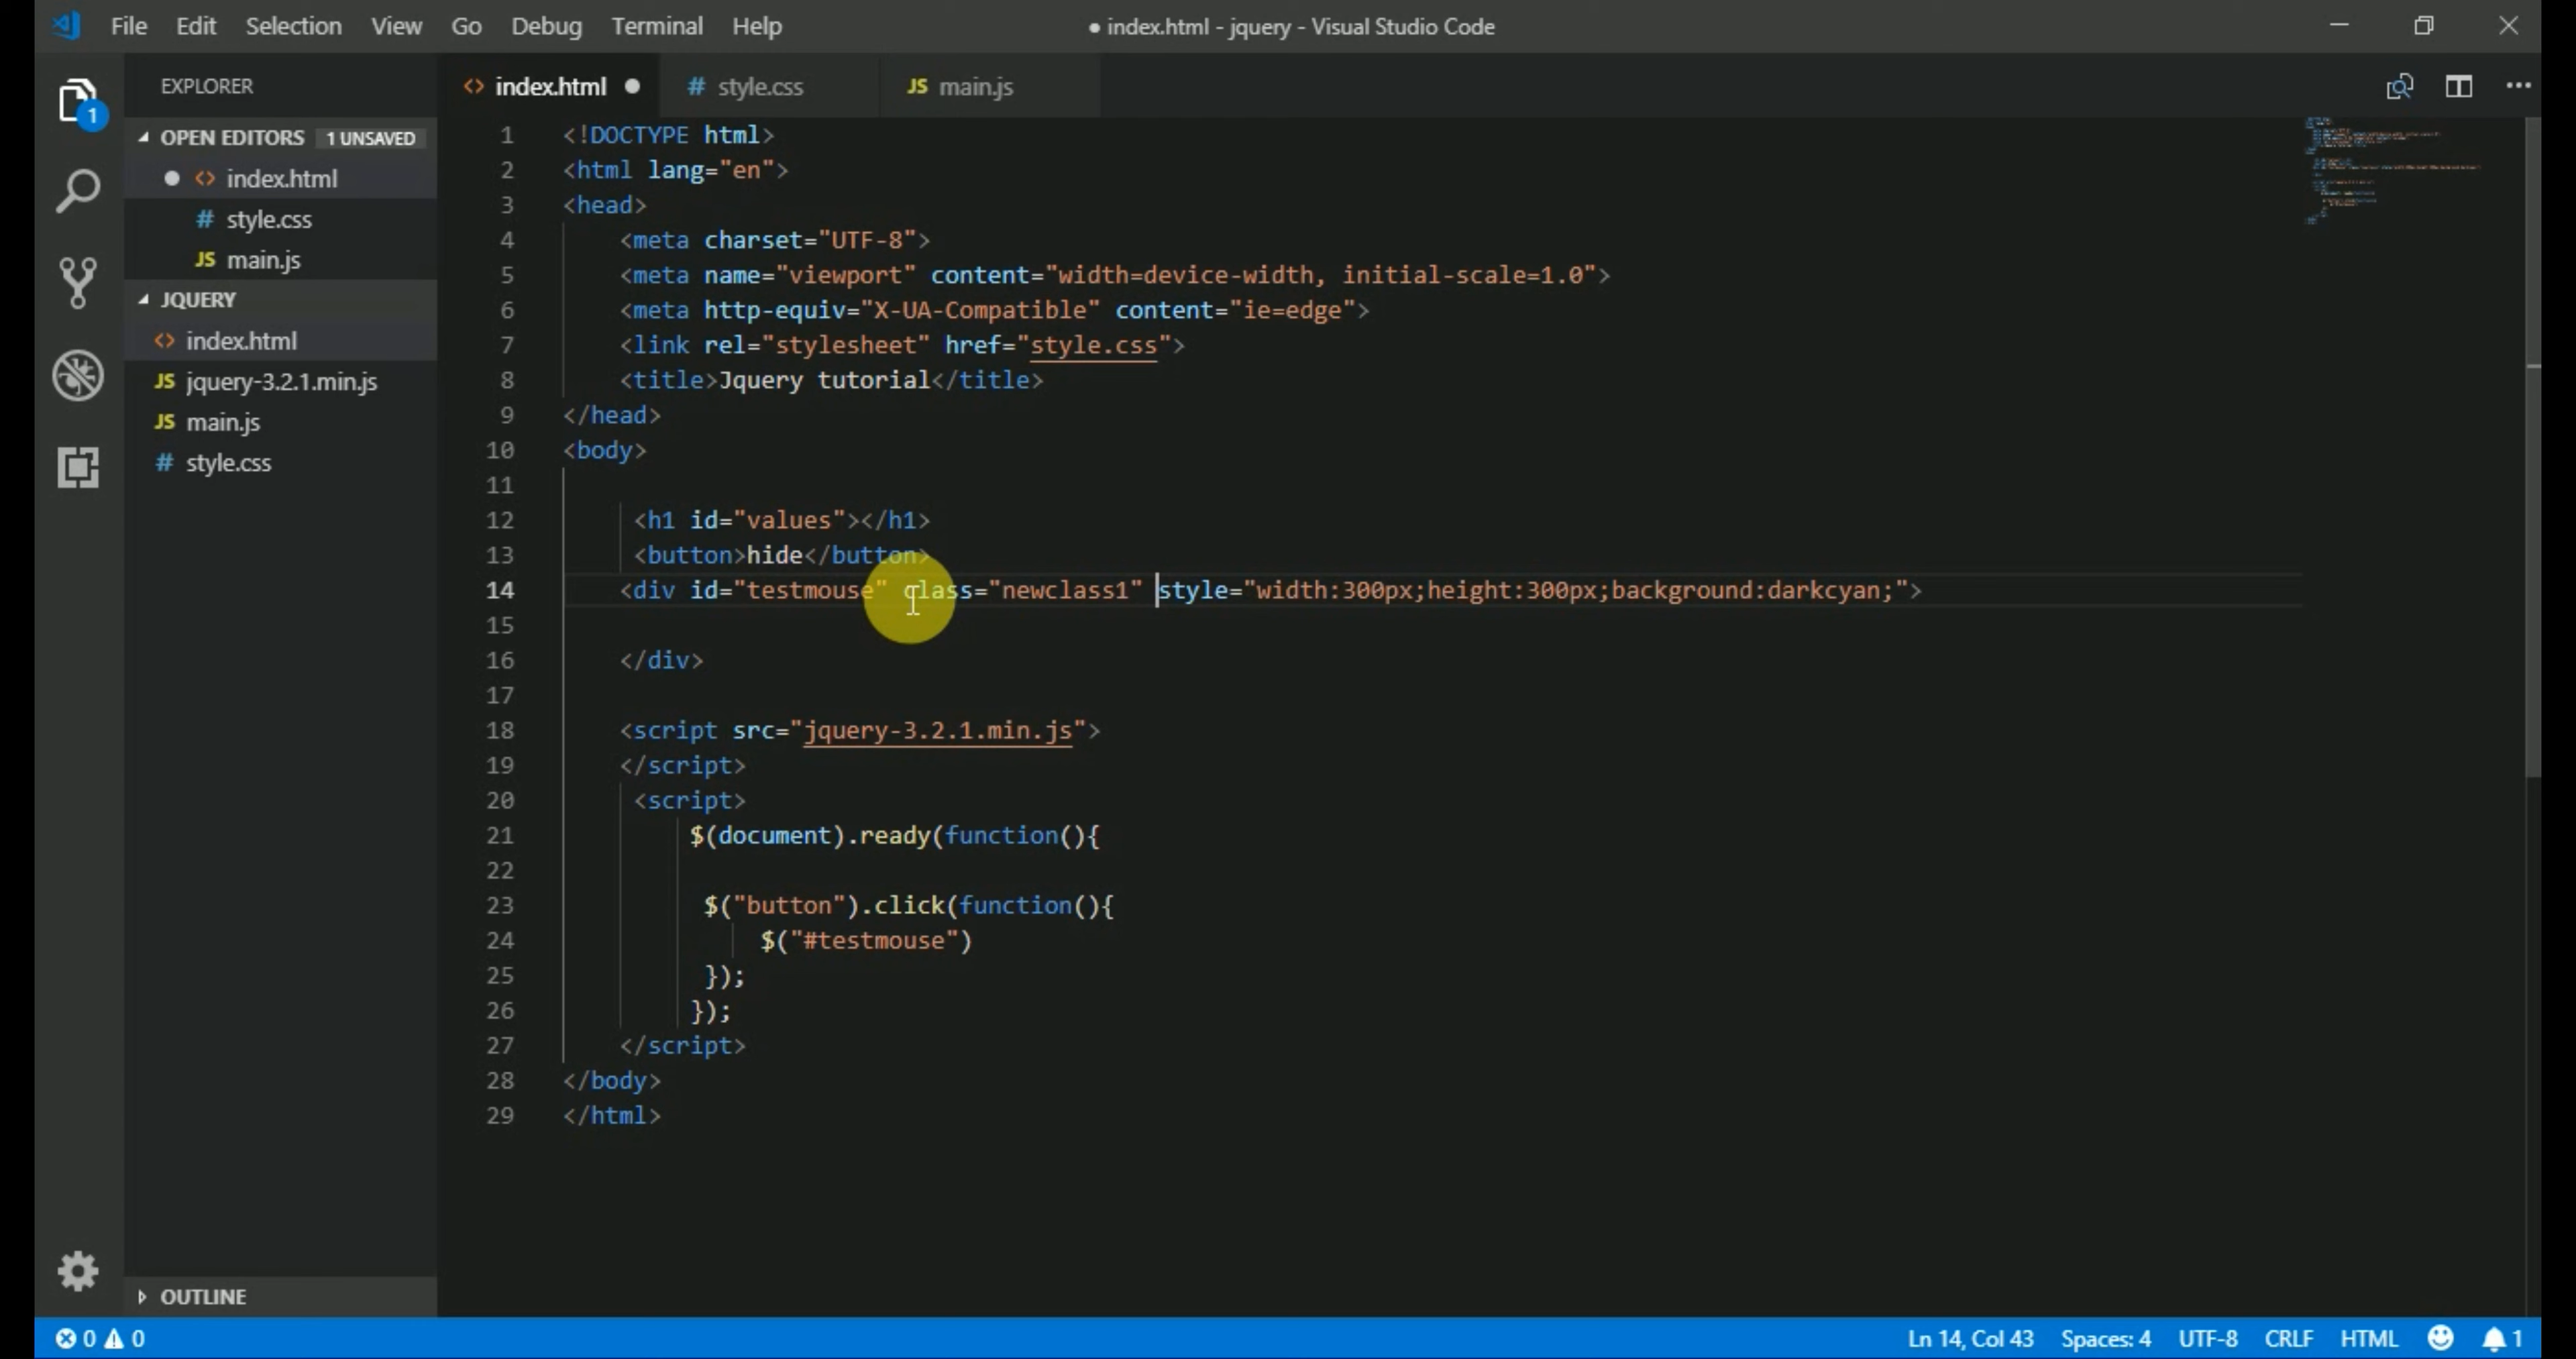 File Edit Selection View Go Debug Terminal Help
● index.html - jquery - Visual Studio Code
EXPLORER
OPEN EDITORS 1 UNSAVED
<> index.html
# style.css
JS main.js
JQUERY
<> index.html
JS jquery-3.2.1.min.js
JS main.js
# style.css
OUTLINE
1
<> index.html ●
# style.css
JS main.js
1 <!DOCTYPE html>
2 <html lang="en">
3 <head>
4 <meta charset="UTF-8">
5 <meta name="viewport" content="width=device-width, initial-scale=1.0">
6 <meta http-equiv="X-UA-Compatible" content="ie=edge">
7 <link rel="stylesheet" href="style.css">
8 <title>Jquery tutorial</title>
9 </head>
10 <body>
11
12 <h1 id="values"></h1>
13 <button>hide</button>
14 <div id="testmouse" class="newclass1" style="width:300px;height:300px;background:darkcyan;">
15
16 </div>
17
18 <script src="jquery-3.2.1.min.js">
19 </script>
20 <script>
21 $(document).ready(function(){
22
23 $("button").click(function(){
24 $("#testmouse")
25 });
26 });
27 </script>
28 </body>
29 </html>
0 0
Ln 14, Col 43 Spaces: 4 UTF-8 CRLF HTML 1